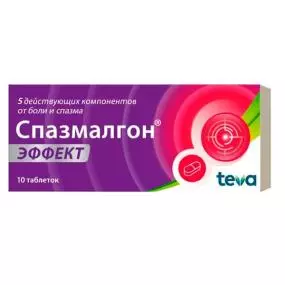 5 действующих компонентов
от боли и спазма
Спазмалгон®
ЭФФЕКТ
10 таблеток
teva